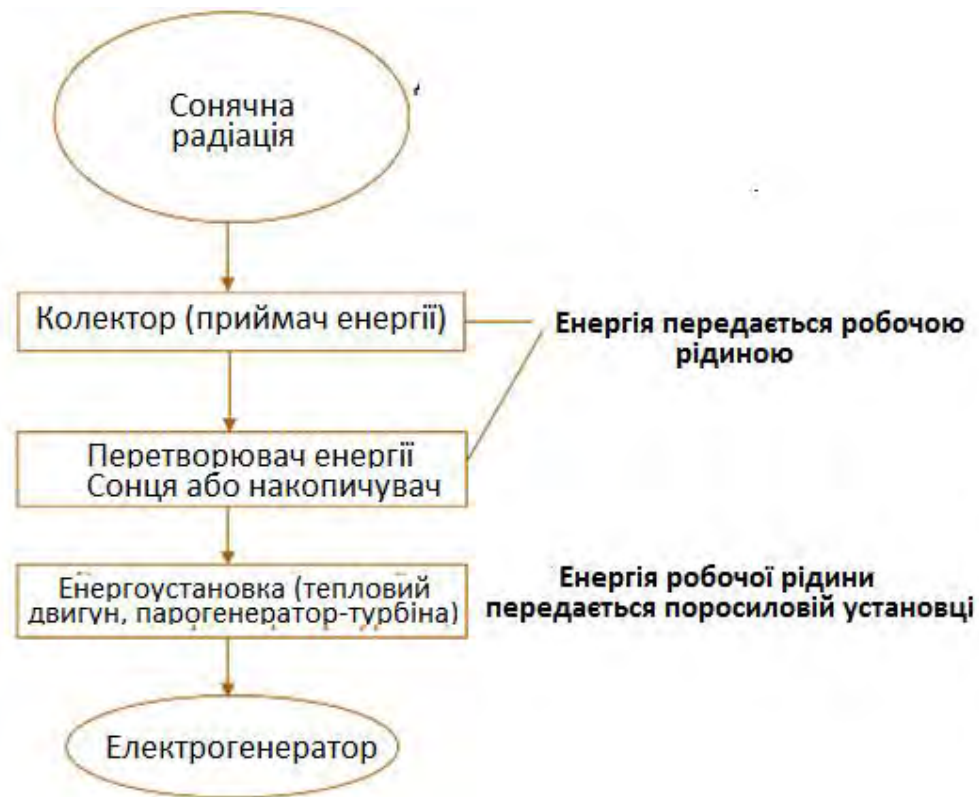 Сонячна
радіація
Колектор (приймач енергії)
Енергія передається робочою
рідиною
Перетворювач енергії
Сонця або накопичувач
Енергоустановка (тепловий
двигун, парогенератор-турбіна)
Енергія робочої рідини
передається поросиловій установці
Електрогенератор